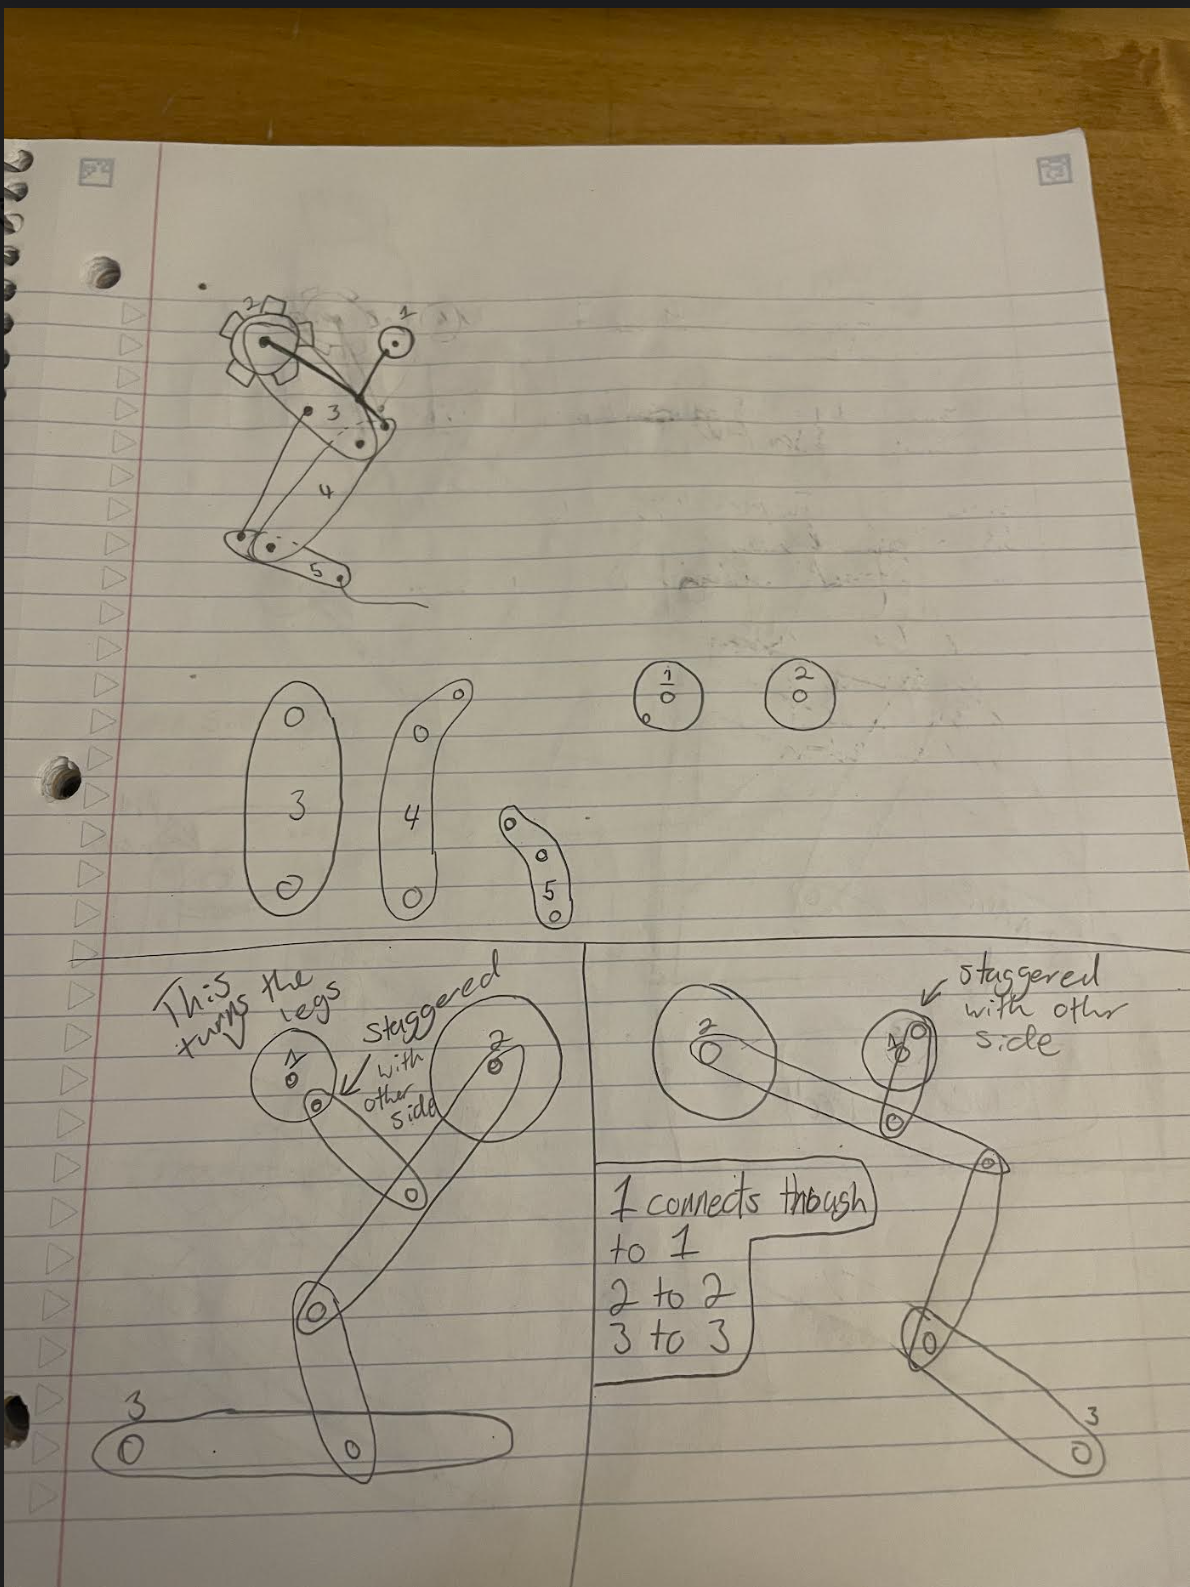 2
1
3
4
5
1
2
3
4
5
This
turns the
legs
staggered
with
other
side
1
2
3
staggered
with other
side
2
1
1 connects though
to 1
2 to 2
3 to 3
3